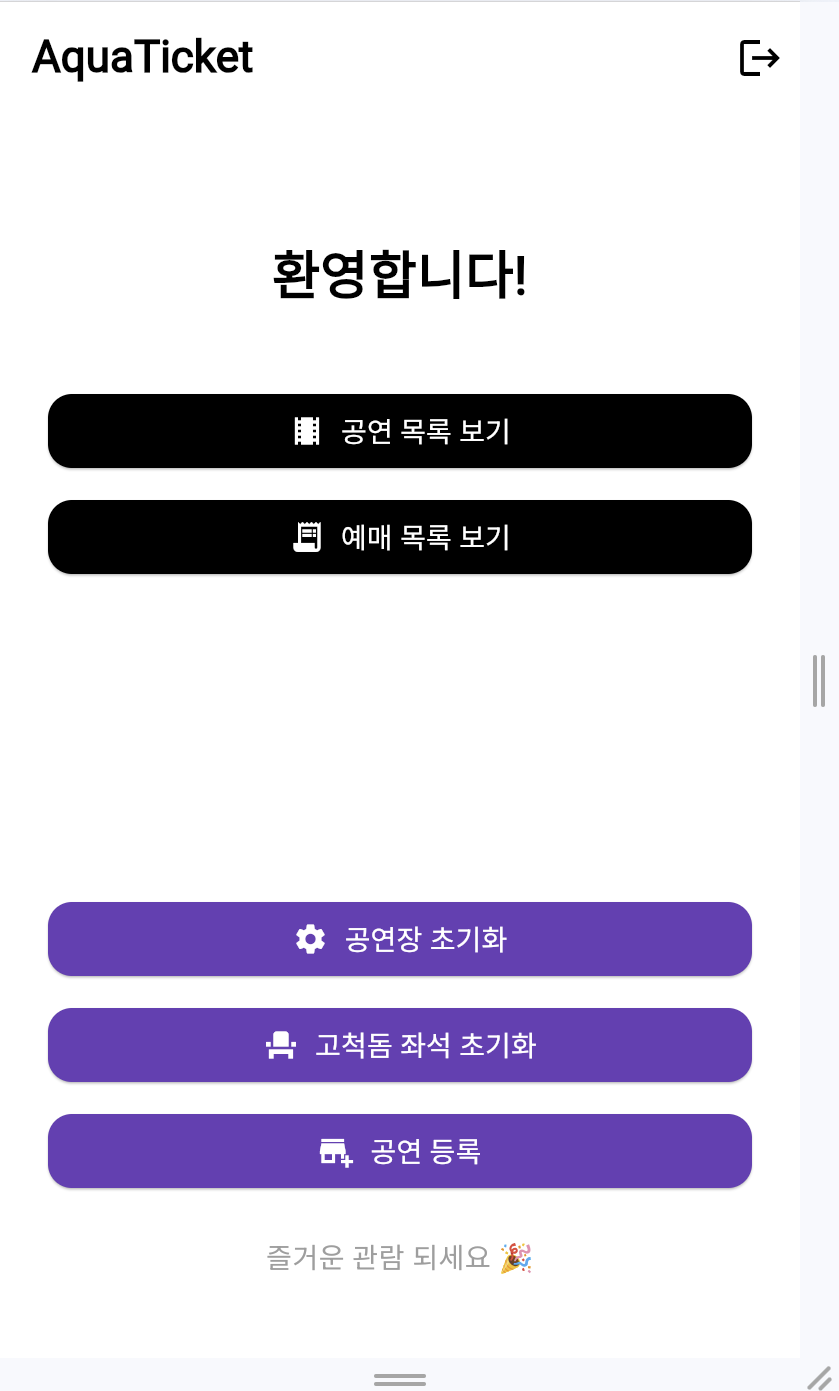 AquaTicket
환영합니다!
공연 목록 보기
예매 목록 보기
공연장 초기화
고척돔 좌석 초기화
공연 등록
즐거운 관람 되세요 🎉